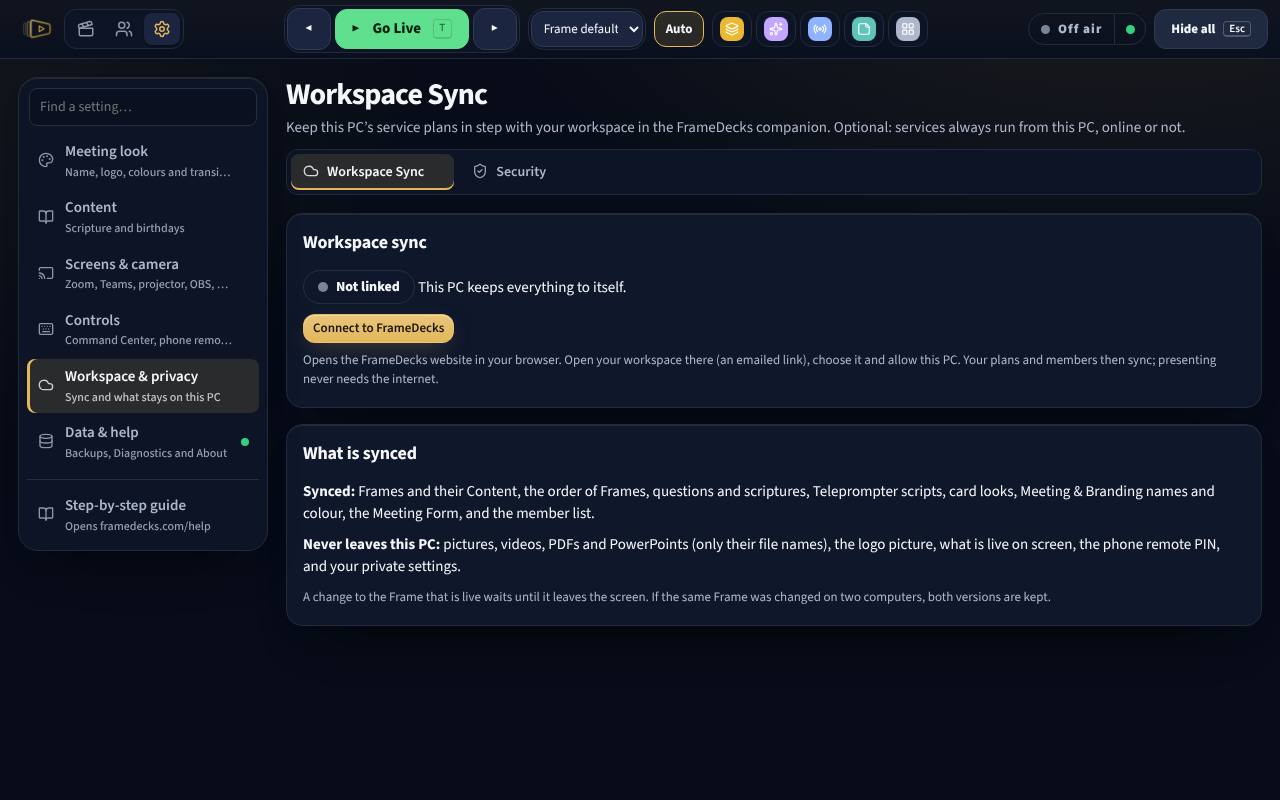 ◄
► Go Live T
►
Frame default
Auto
Off air
Hide all Esc
Find a setting…
Meeting look
Name, logo, colours and transi…
Content
Scripture and birthdays
Screens & camera
Zoom, Teams, projector, OBS, …
Controls
Command Center, phone remo…
Workspace & privacy
Sync and what stays on this PC
Data & help
Backups, Diagnostics and About
Step-by-step guide
Opens framedecks.com/help
Workspace Sync
Keep this PC’s service plans in step with your workspace in the FrameDecks companion. Optional: services always run from this PC, online or not.
Workspace Sync
Security
Workspace sync
Not linked This PC keeps everything to itself.
Connect to FrameDecks
Opens the FrameDecks website in your browser. Open your workspace there (an emailed link), choose it and allow this PC. Your plans and members then sync; presenting
never needs the internet.
What is synced
Synced: Frames and their Content, the order of Frames, questions and scriptures, Teleprompter scripts, card looks, Meeting & Branding names and
colour, the Meeting Form, and the member list.
Never leaves this PC: pictures, videos, PDFs and PowerPoints (only their file names), the logo picture, what is live on screen, the phone remote PIN,
and your private settings.
A change to the Frame that is live waits until it leaves the screen. If the same Frame was changed on two computers, both versions are kept.